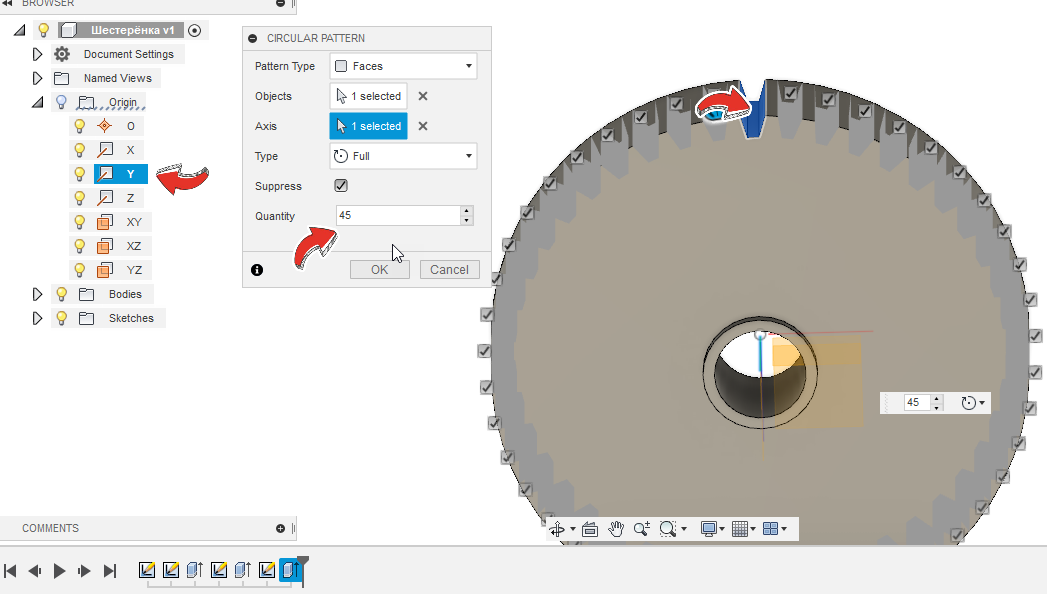 BROWSER
Шестерёнка v1
Document Settings
Named Views
Origin
O
X
Y
Z
XY
XZ
YZ
Bodies
Sketches
CIRCULAR PATTERN
Pattern Type Faces
Objects 1 selected
Axis 1 selected
Type Full
Suppress
Quantity 45
OK Cancel
45
COMMENTS